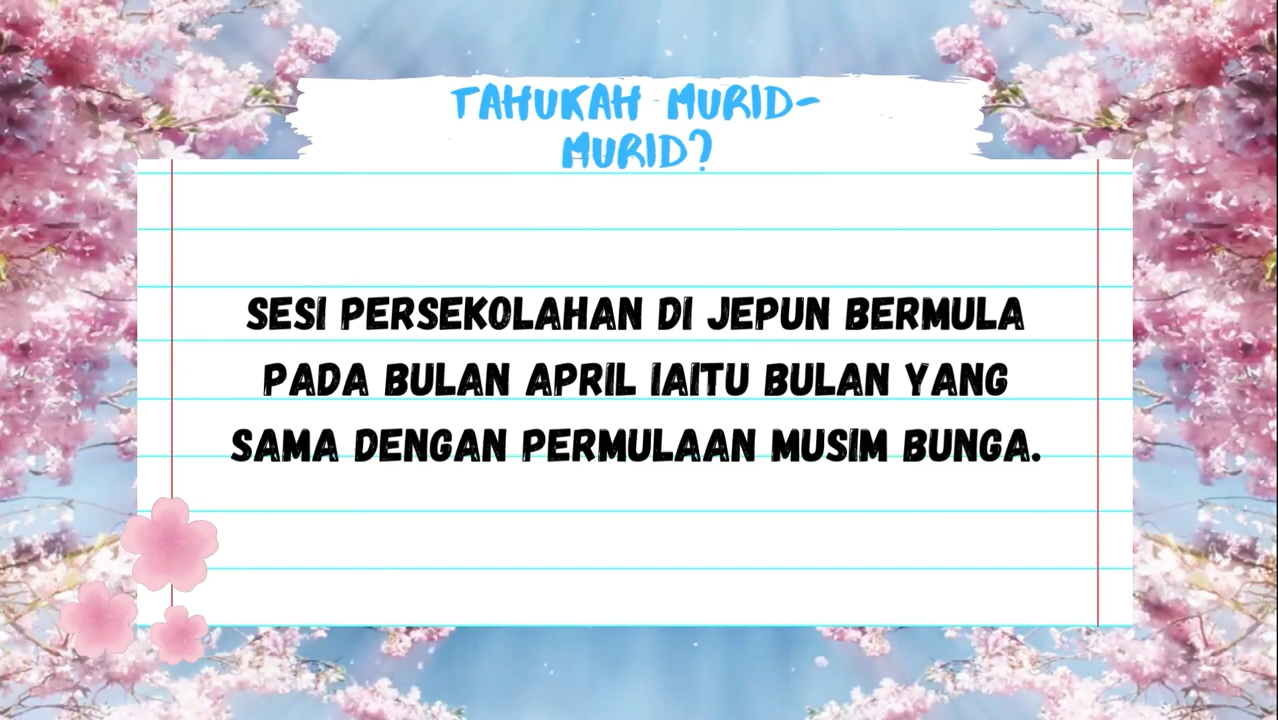 TAHUKAH MURID-
MURID?
SESI PERSEKOLAHAN DI JEPUN BERMULA
PADA BULAN APRIL IAITU BULAN YANG
SAMA DENGAN PERMULAAN MUSIM BUNGA.